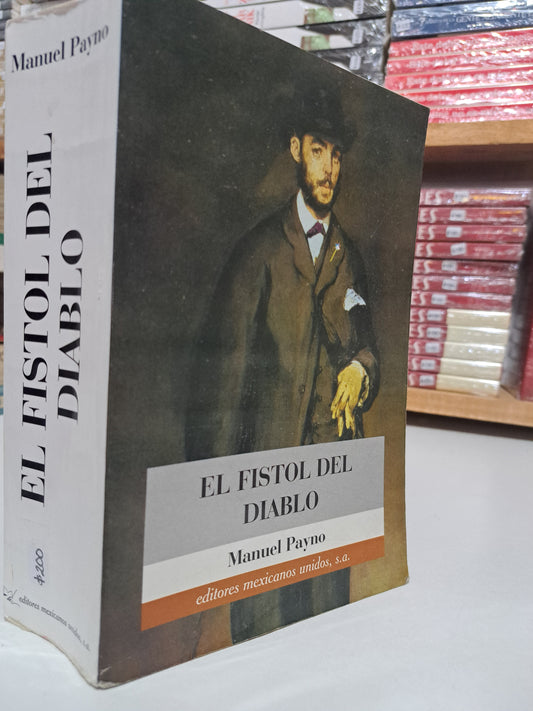 Manuel Payno
EL FISTOL DEL
DIABLO
$200
editores mexicanos unidos, s.a.
EL FISTOL DEL
DIABLO
Manuel Payno
editores mexicanos unidos, s.a.